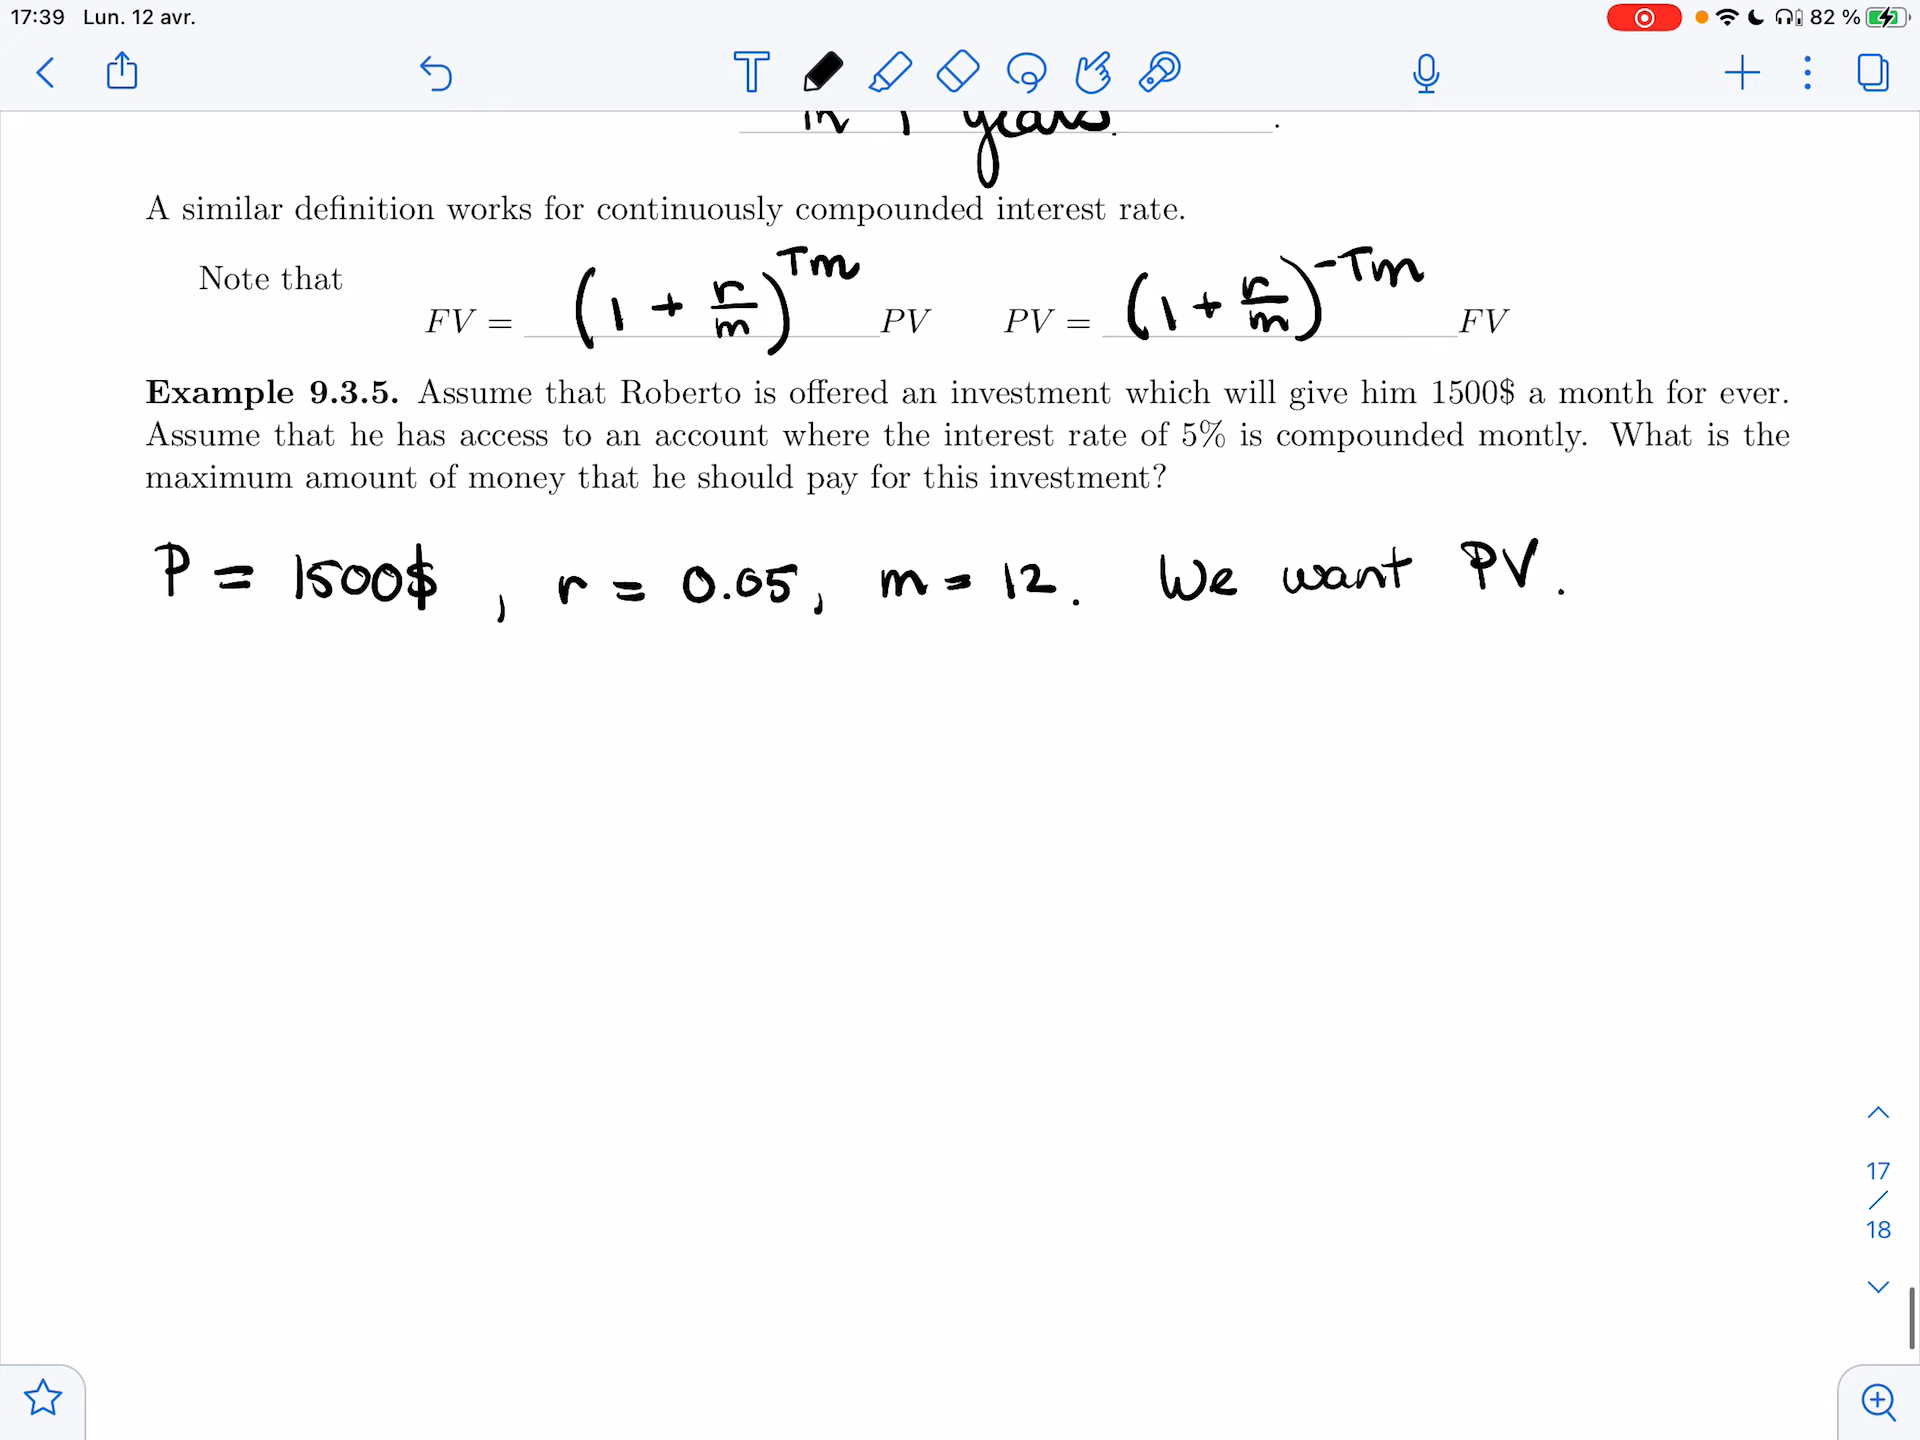 17:39 Lun. 12 avr. 82 %
in T years.
A similar definition works for continuously compounded interest rate.
Note that
FV = (1 + r/m)^Tm PV PV = (1 + r/m)^-Tm FV
Example 9.3.5. Assume that Roberto is offered an investment which will give him 1500$ a month for ever.
Assume that he has access to an account where the interest rate of 5% is compounded montly. What is the
maximum amount of money that he should pay for this investment?
P = 1500$ , r = 0.05, m = 12. We want PV.
17
/
18